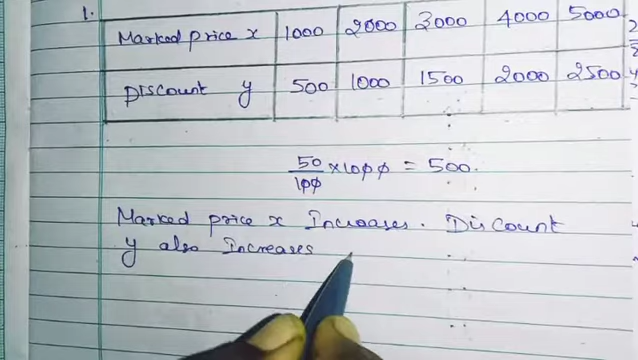 1.
Marked price x 1000 2000 3000 4000 5000
Discount y 500 1000 1500 2000 2500
50/100 × 1000 = 500.
Marked price x Increases. Discount
y also Increases